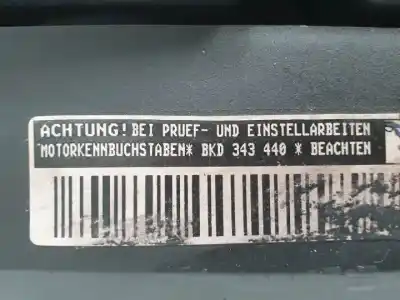 ACHTUNG! BEI PRUEF- UND EINSTELLARBEITEN
MOTORKENNBUCHSTABEN* BKD 343 440 * BEACHTEN